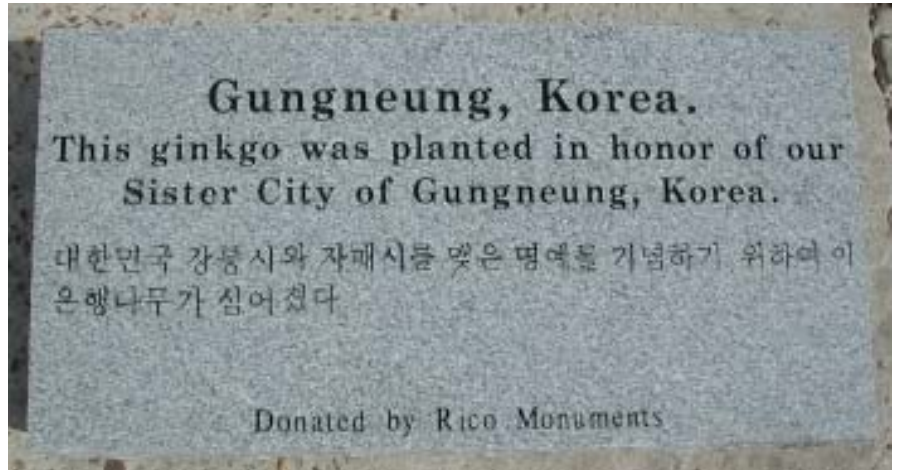 Gungneung, Korea.
This ginkgo was planted in honor of our
Sister City of Gungneung, Korea.
대한민국 강릉시와 자매시를 맺은 명예를 기념하기 위하여 이
은행나무가 심어졌다
Donated by Rico Monuments